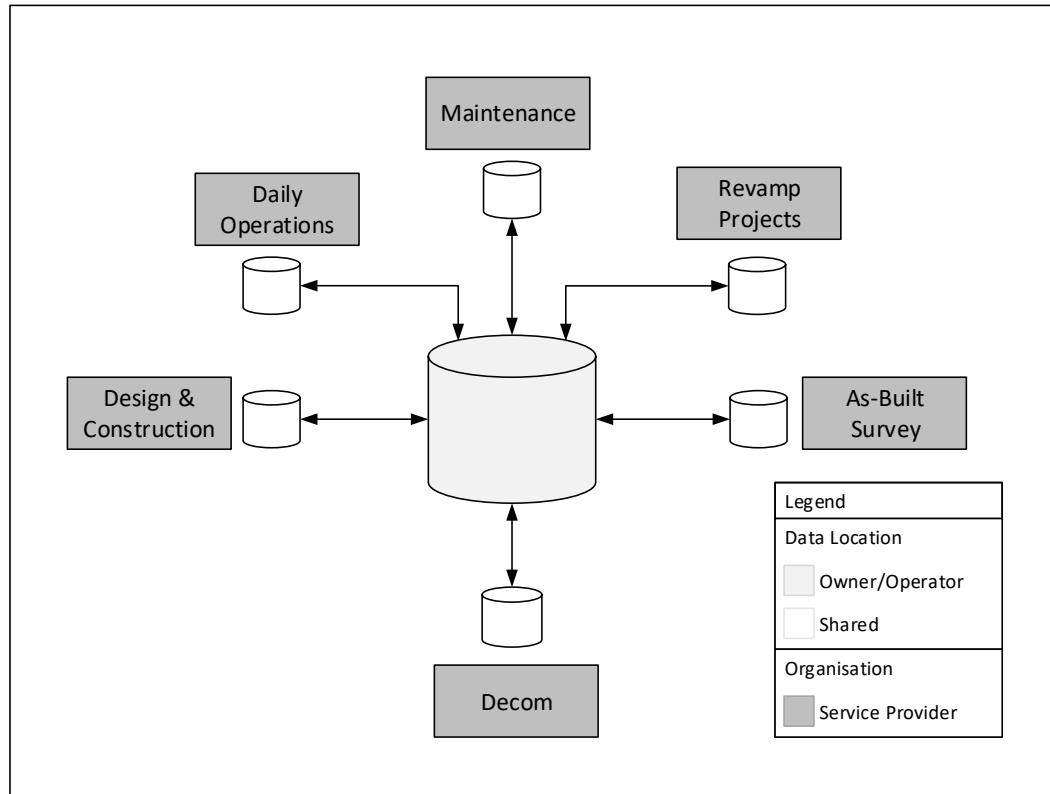 Maintenance
Daily
Operations
Revamp
Projects
Design &
Construction
As-Built
Survey
Decom
Legend
Data Location
Owner/Operator
Shared
Organisation
Service Provider